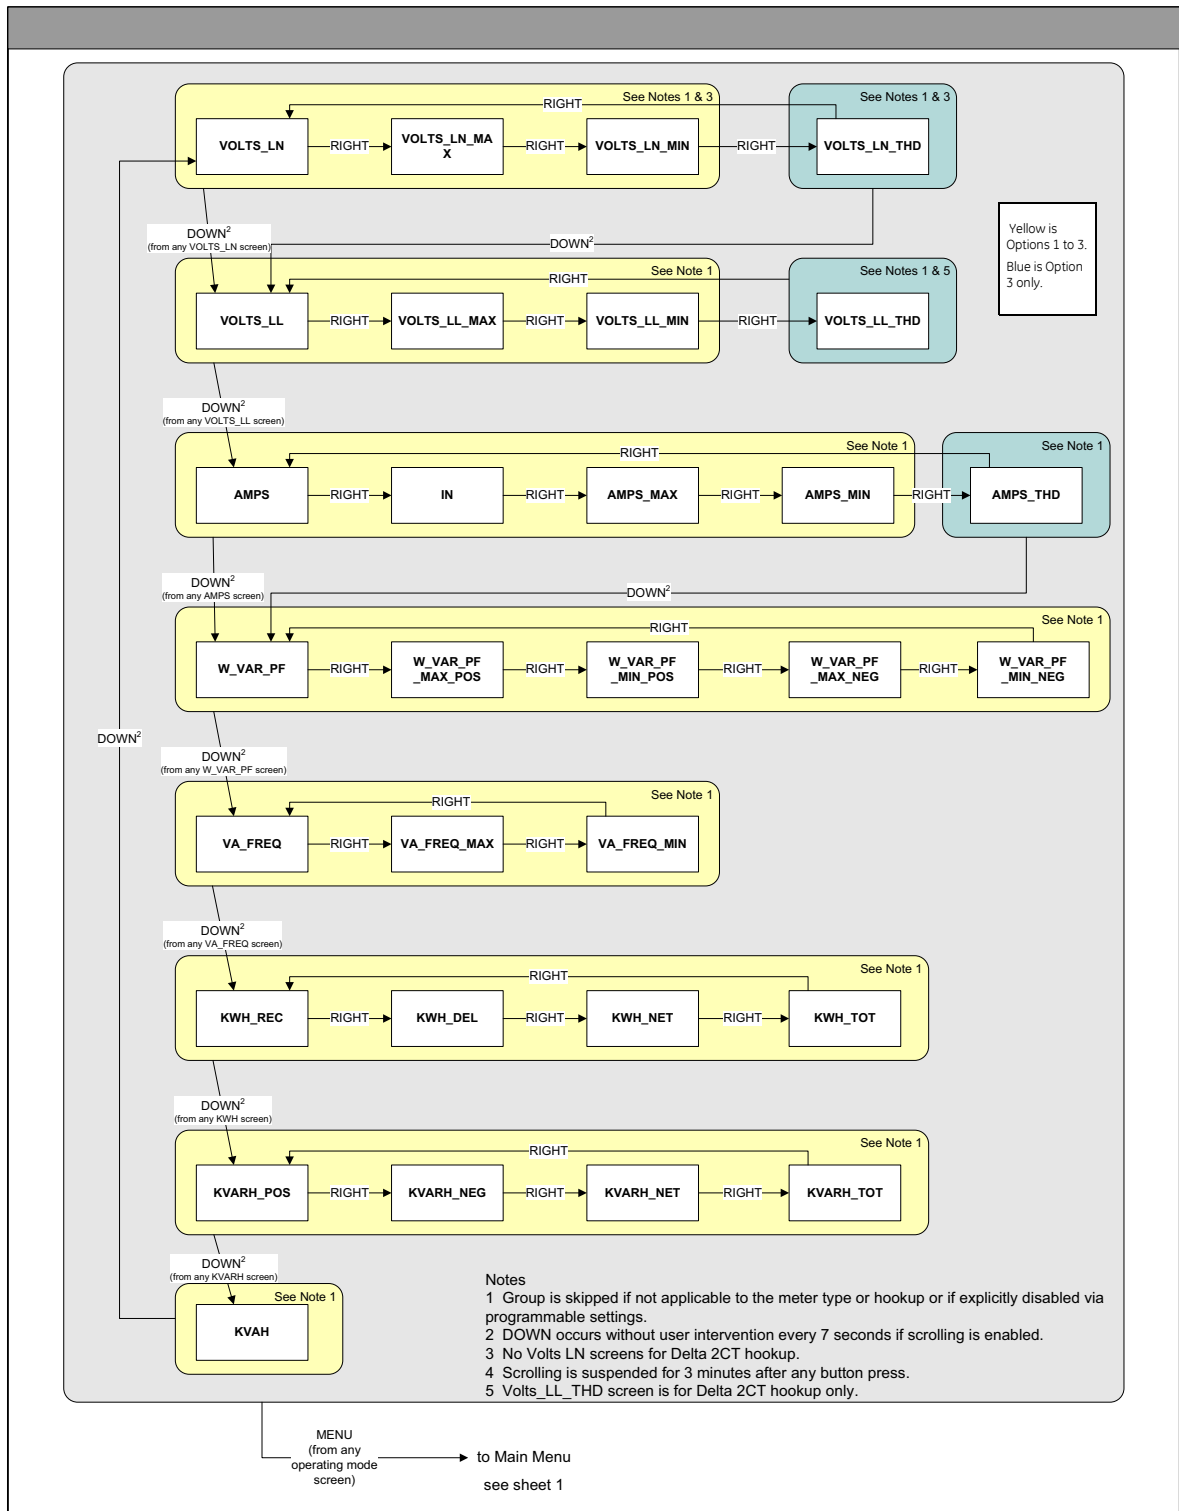 See Notes 1 & 3
See Notes 1 & 3
RIGHT
VOLTS_LN
RIGHT
VOLTS_LN_MA
X
RIGHT
VOLTS_LN_MIN
RIGHT
VOLTS_LN_THD
DOWN2
(from any VOLTS_LN screen)
DOWN2
Yellow is
Options 1 to 3.
Blue is Option
3 only.
See Note 1
See Notes 1 & 5
RIGHT
VOLTS_LL
RIGHT
VOLTS_LL_MAX
RIGHT
VOLTS_LL_MIN
RIGHT
VOLTS_LL_THD
DOWN2
(from any VOLTS_LL screen)
See Note 1
See Note 1
RIGHT
AMPS
RIGHT
IN
RIGHT
AMPS_MAX
RIGHT
AMPS_MIN
RIGHT
AMPS_THD
DOWN2
(from any AMPS screen)
DOWN2
See Note 1
RIGHT
W_VAR_PF
RIGHT
W_VAR_PF
_MAX_POS
RIGHT
W_VAR_PF
_MIN_POS
RIGHT
W_VAR_PF
_MAX_NEG
RIGHT
W_VAR_PF
_MIN_NEG
DOWN2
DOWN2
(from any W_VAR_PF screen)
See Note 1
RIGHT
VA_FREQ
RIGHT
VA_FREQ_MAX
RIGHT
VA_FREQ_MIN
DOWN2
(from any VA_FREQ screen)
See Note 1
RIGHT
KWH_REC
RIGHT
KWH_DEL
RIGHT
KWH_NET
RIGHT
KWH_TOT
DOWN2
(from any KWH screen)
See Note 1
RIGHT
KVARH_POS
RIGHT
KVARH_NEG
RIGHT
KVARH_NET
RIGHT
KVARH_TOT
DOWN2
(from any KVARH screen)
See Note 1
KVAH
Notes
1 Group is skipped if not applicable to the meter type or hookup or if explicitly disabled via
programmable settings.
2 DOWN occurs without user intervention every 7 seconds if scrolling is enabled.
3 No Volts LN screens for Delta 2CT hookup.
4 Scrolling is suspended for 3 minutes after any button press.
5 Volts_LL_THD screen is for Delta 2CT hookup only.
MENU
(from any
operating mode
screen)
to Main Menu
see sheet 1